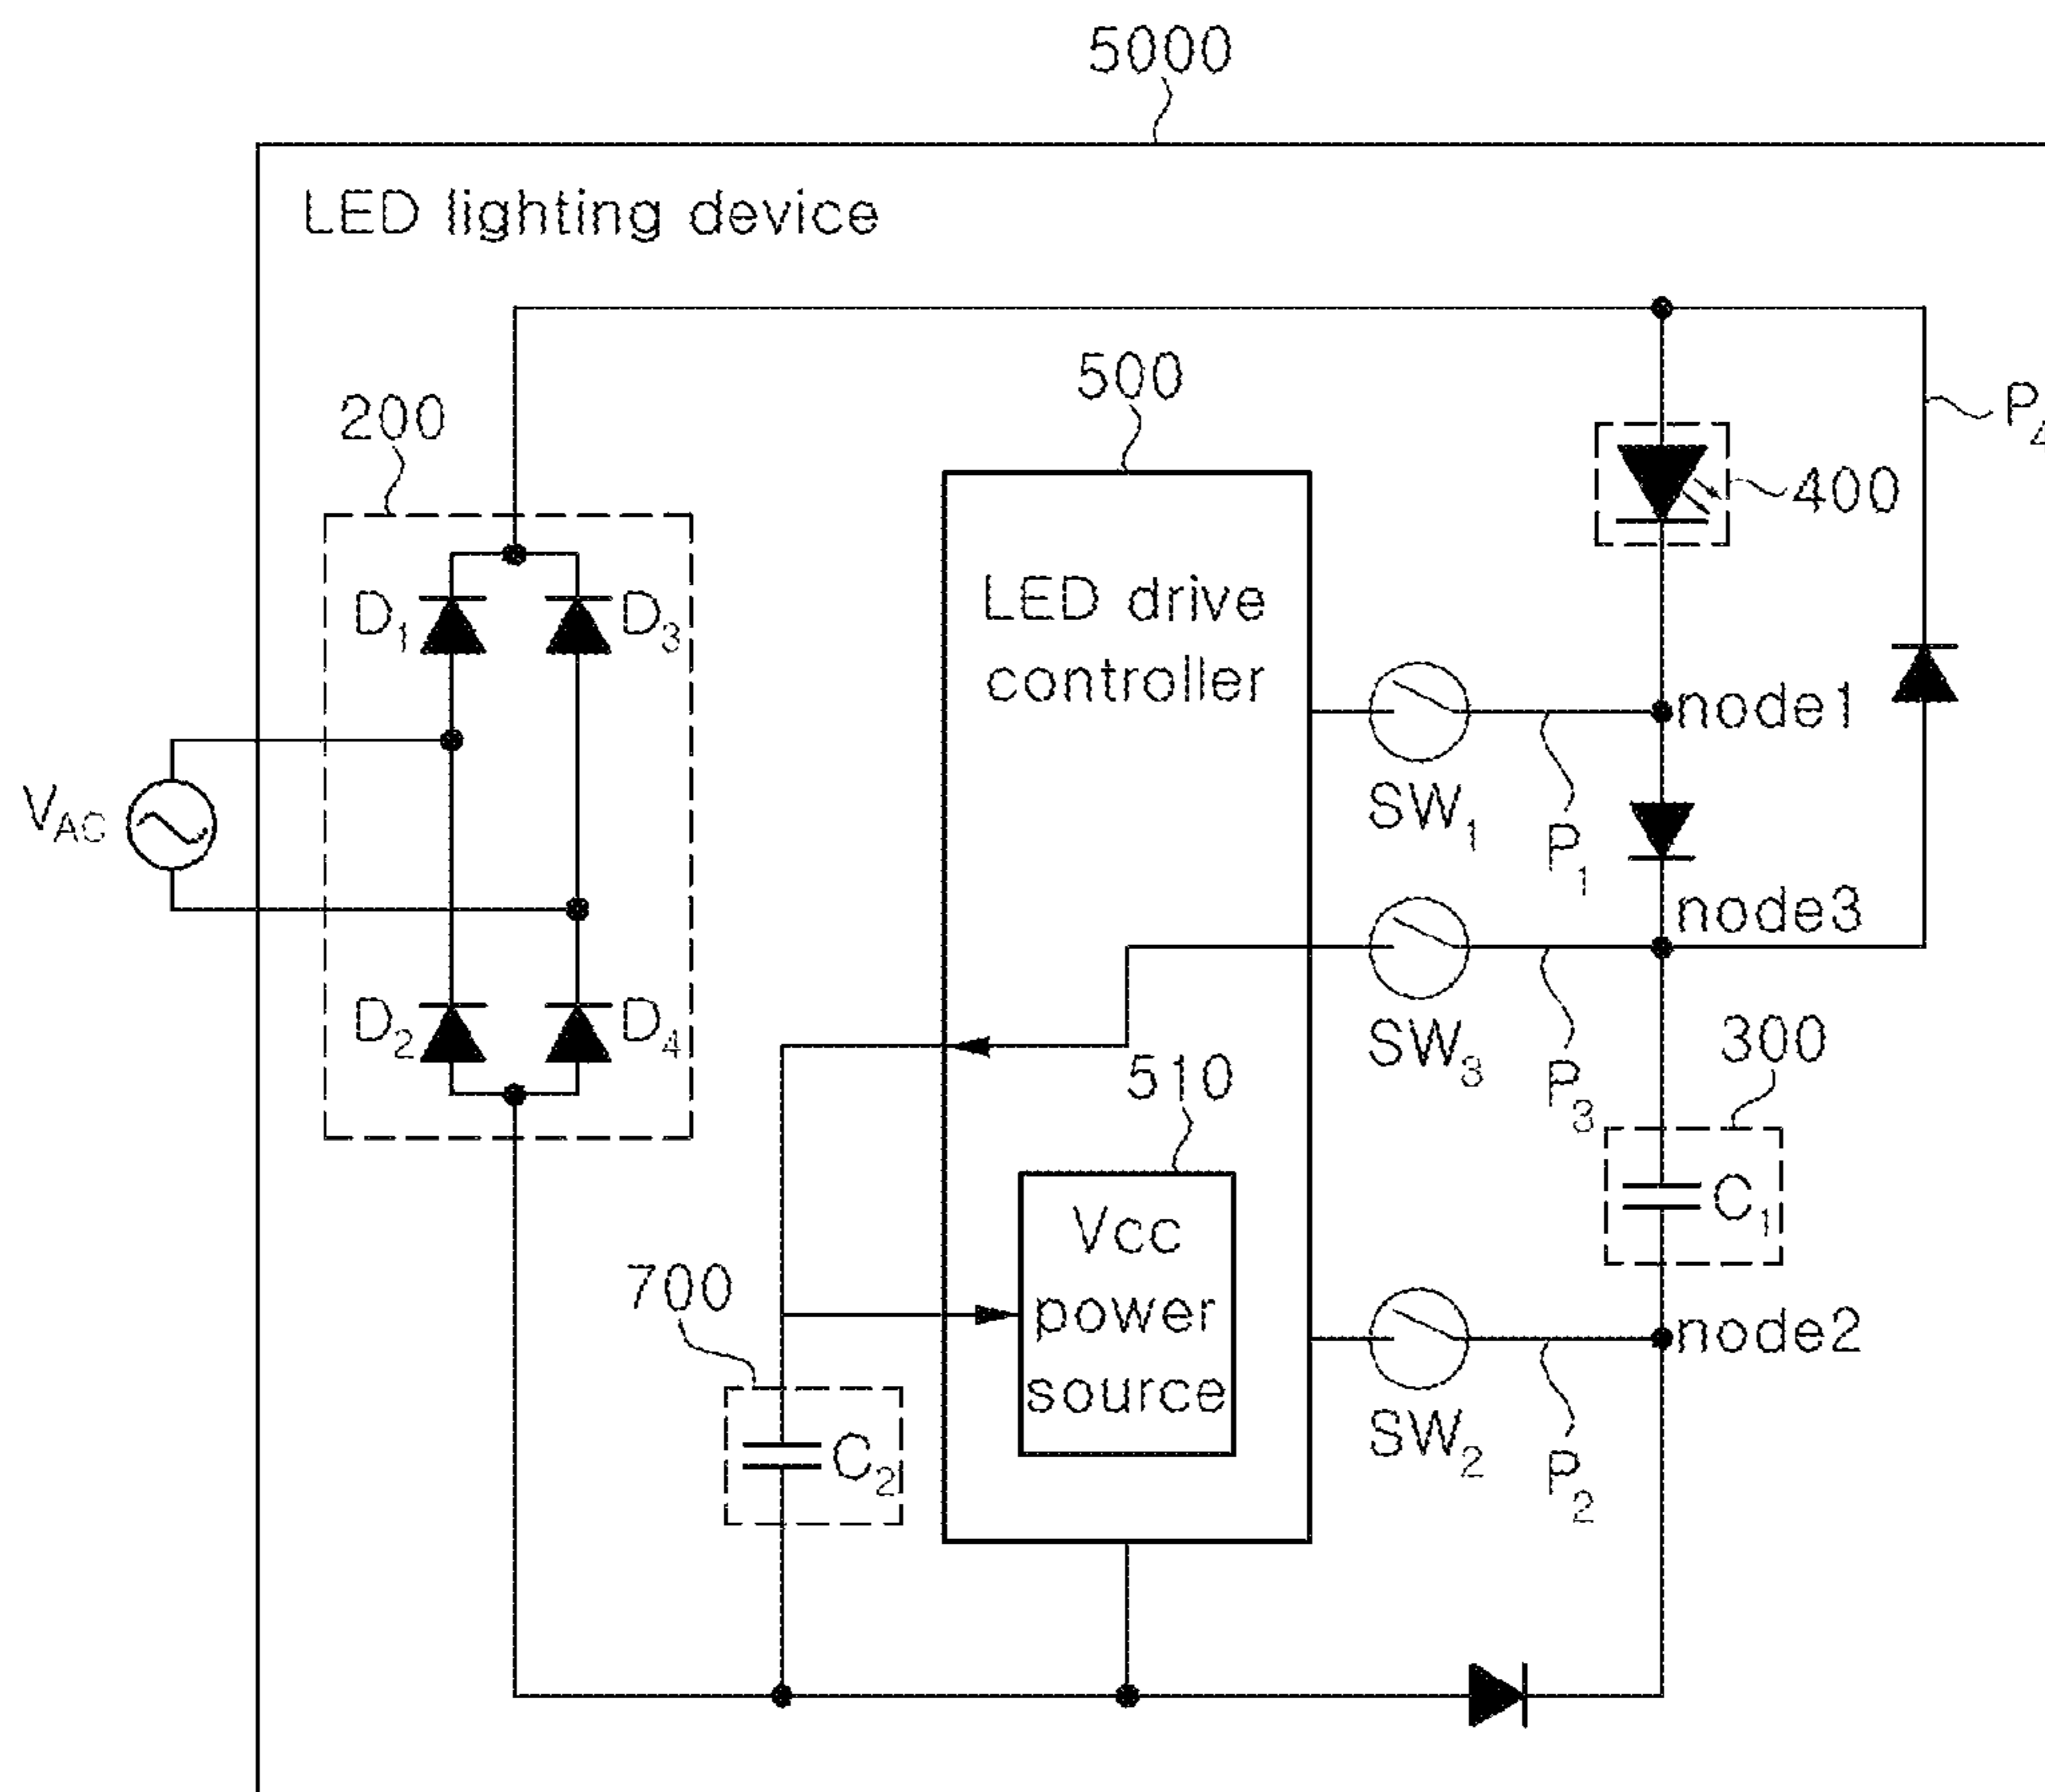 5000
LED lighting device
500
200
P4
400
LED drive
controller
D1
D3
node1
SW1
P1
VAC
node3
D2
D4
SW3
P3
300
510
C1
Vcc
power
source
700
node2
SW2
P2
C2